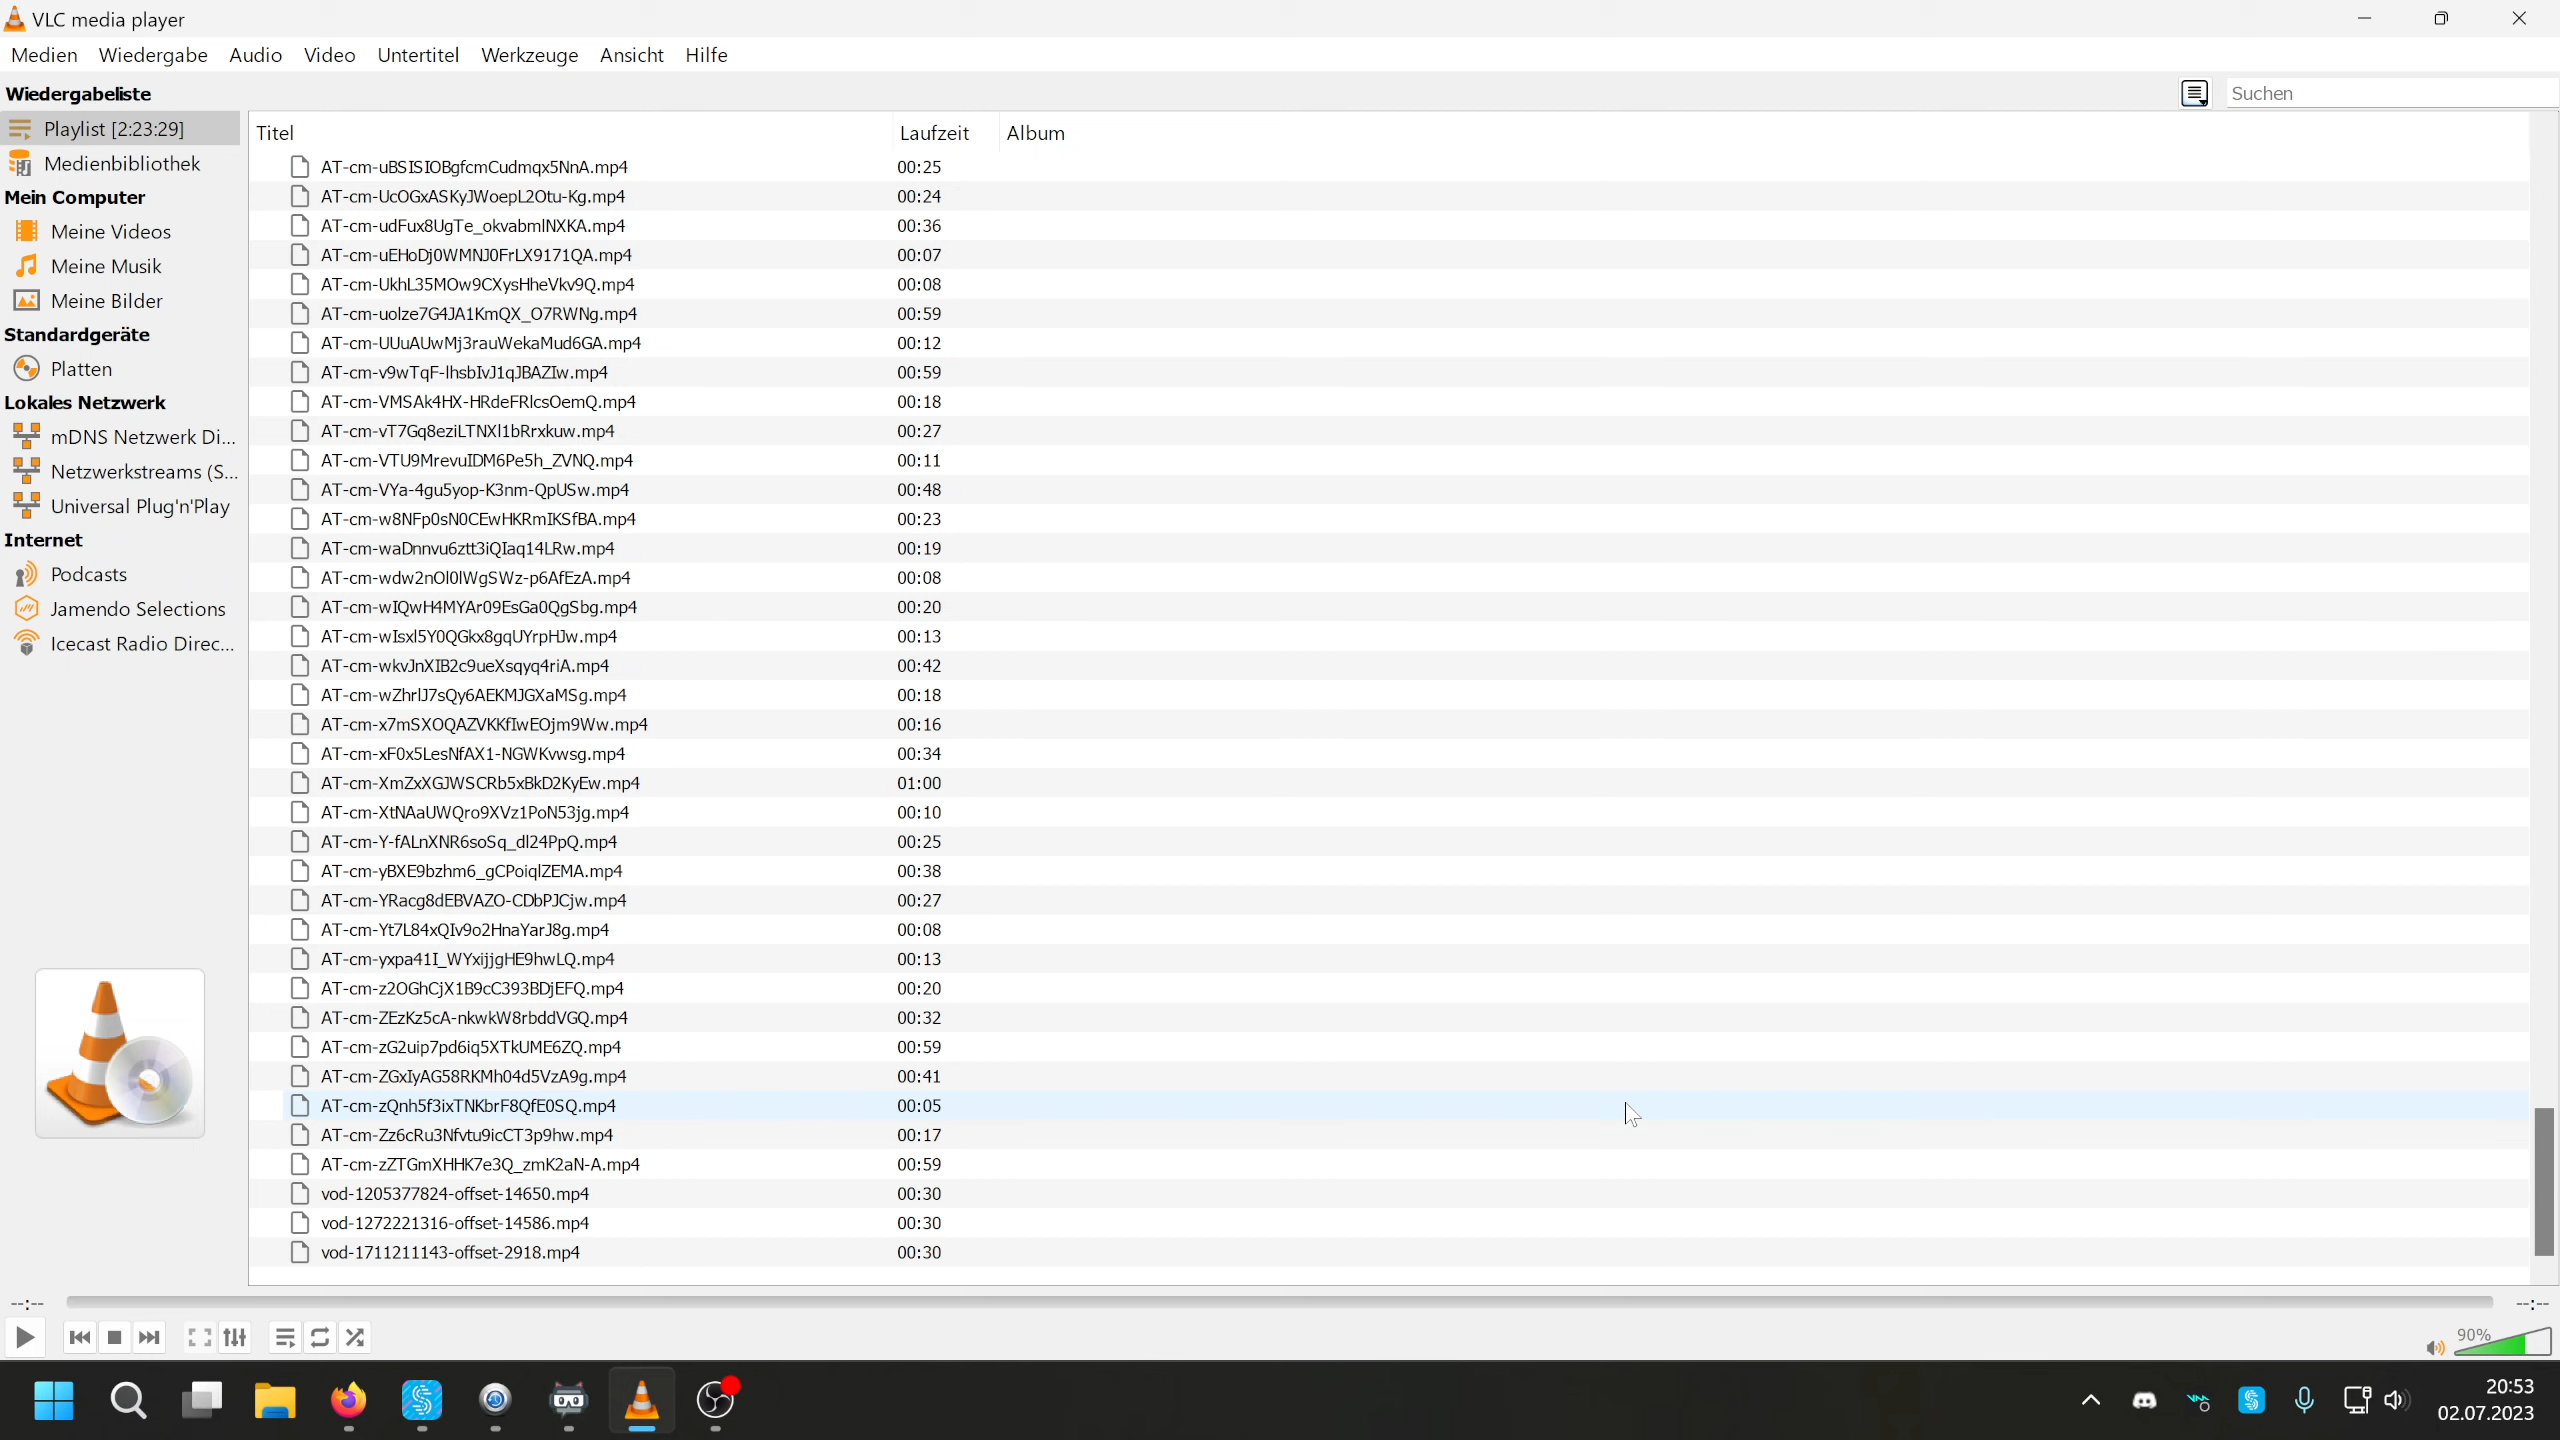 VLC media player
Medien Wiedergabe Audio Video Untertitel Werkzeuge Ansicht Hilfe
Wiedergabeliste
Suchen
Playlist [2:23:29]
Medienbibliothek
Mein Computer
Meine Videos
Meine Musik
Meine Bilder
Standardgeräte
Platten
Lokales Netzwerk
mDNS Netzwerk Di...
Netzwerkstreams (S...
Universal Plug'n'Play
Internet
Podcasts
Jamendo Selections
Icecast Radio Direc...
Titel Laufzeit Album
AT-cm-uBSISIOBgfcmCudmqx5NnA.mp4 00:25
AT-cm-UcOGxASKyJWoepL2Otu-Kg.mp4 00:24
AT-cm-udFux8UgTe_okvabmlNXKA.mp4 00:36
AT-cm-uEHoDj0WMNJ0FrLX9171QA.mp4 00:07
AT-cm-UkhL35MOw9CXysHheVkv9Q.mp4 00:08
AT-cm-uolze7G4JA1KmQX_O7RWNg.mp4 00:59
AT-cm-UUuAUwMj3rauWekaMud6GA.mp4 00:12
AT-cm-v9wTqF-lhsbIvJ1qJBAZIw.mp4 00:59
AT-cm-VMSAk4HX-HRdeFRlcsOemQ.mp4 00:18
AT-cm-vT7Gq8eziLTNXl1bRrxkuw.mp4 00:27
AT-cm-VTU9MrevuIDM6Pe5h_ZVNQ.mp4 00:11
AT-cm-VYa-4gu5yop-K3nm-QpUSw.mp4 00:48
AT-cm-w8NFp0sN0CEwHKRmIKSfBA.mp4 00:23
AT-cm-waDnnvu6ztt3iQIaq14LRw.mp4 00:19
AT-cm-wdw2nOl0lWgSWz-p6AfEzA.mp4 00:08
AT-cm-wIQwH4MYAr09EsGa0QgSbg.mp4 00:20
AT-cm-wIsxl5Y0QGkx8gqUYrpHJw.mp4 00:13
AT-cm-wkvJnXIB2c9ueXsqyq4riA.mp4 00:42
AT-cm-wZhrlJ7sQy6AEKMJGXaMSg.mp4 00:18
AT-cm-x7mSXOQAZVKKfIwEOjm9Ww.mp4 00:16
AT-cm-xF0x5LesNfAX1-NGWKvwsg.mp4 00:34
AT-cm-XmZxXGJWSCRb5xBkD2KyEw.mp4 01:00
AT-cm-XtNAaUWQro9XVz1PoN53jg.mp4 00:10
AT-cm-Y-fALnXNR6soSq_dl24PpQ.mp4 00:25
AT-cm-yBXE9bzhm6_gCPoiqlZEMA.mp4 00:38
AT-cm-YRacg8dEBVAZO-CDbPJCjw.mp4 00:27
AT-cm-Yt7L84xQIv9o2HnaYarJ8g.mp4 00:08
AT-cm-yxpa41I_WYxijjgHE9hwLQ.mp4 00:13
AT-cm-z2OGhCjX1B9cC393BDjEFQ.mp4 00:20
AT-cm-ZEzKz5cA-nkwkW8rbddVGQ.mp4 00:32
AT-cm-zG2uip7pd6iq5XTkUME6ZQ.mp4 00:59
AT-cm-ZGxIyAG58RKMh04d5VzA9g.mp4 00:41
AT-cm-zQnh5f3ixTNKbrF8QfE0SQ.mp4 00:05
AT-cm-Zz6cRu3Nfvtu9icCT3p9hw.mp4 00:17
AT-cm-zZTGmXHHK7e3Q_zmK2aN-A.mp4 00:59
vod-1205377824-offset-14650.mp4 00:30
vod-1272221316-offset-14586.mp4 00:30
vod-1711211143-offset-2918.mp4 00:30
--:-- --:--
90%
20:53
02.07.2023